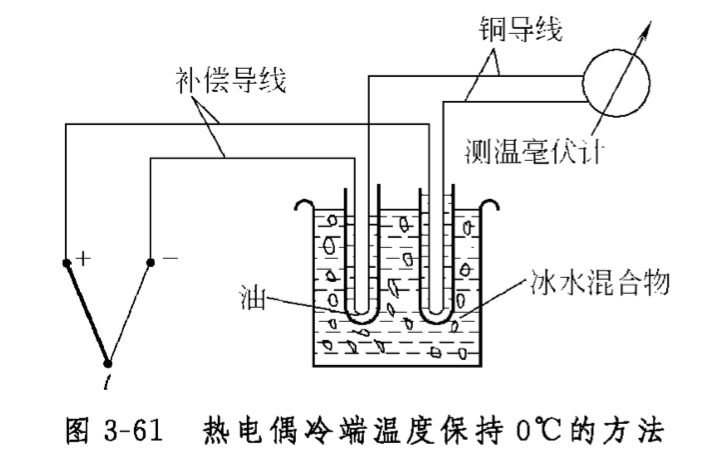 铜导线
补偿导线
测温毫伏计
+ −
油
冰水混合物
t
图 3-61 热电偶冷端温度保持 0℃的方法